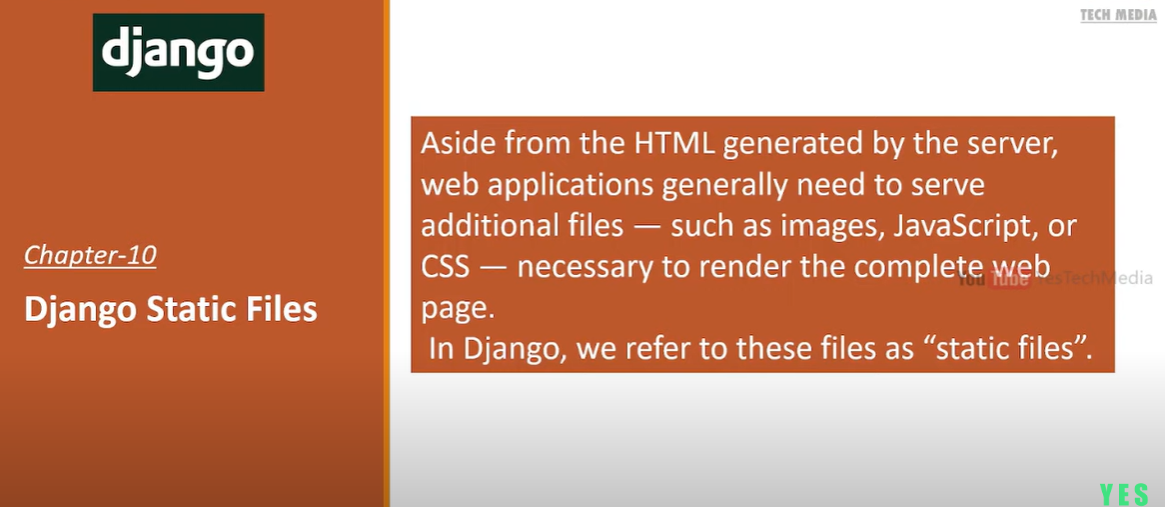 django
TECH MEDIA
Chapter-10
Django Static Files
Aside from the HTML generated by the server,
web applications generally need to serve
additional files — such as images, JavaScript, or
CSS — necessary to render the complete web
page.
In Django, we refer to these files as “static files”.
YouTube YesTechMedia
YES